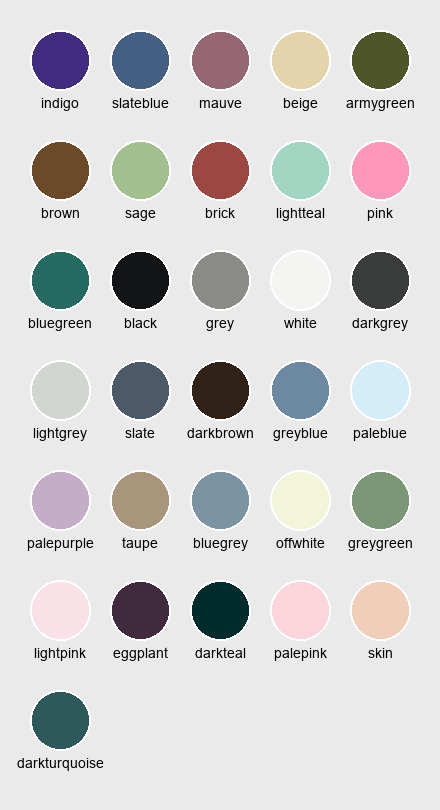 indigo slateblue mauve beige armygreen
brown sage brick lightteal pink
bluegreen black grey white darkgrey
lightgrey slate darkbrown greyblue paleblue
palepurple taupe bluegrey offwhite greygreen
lightpink eggplant darkteal palepink skin
darkturquoise